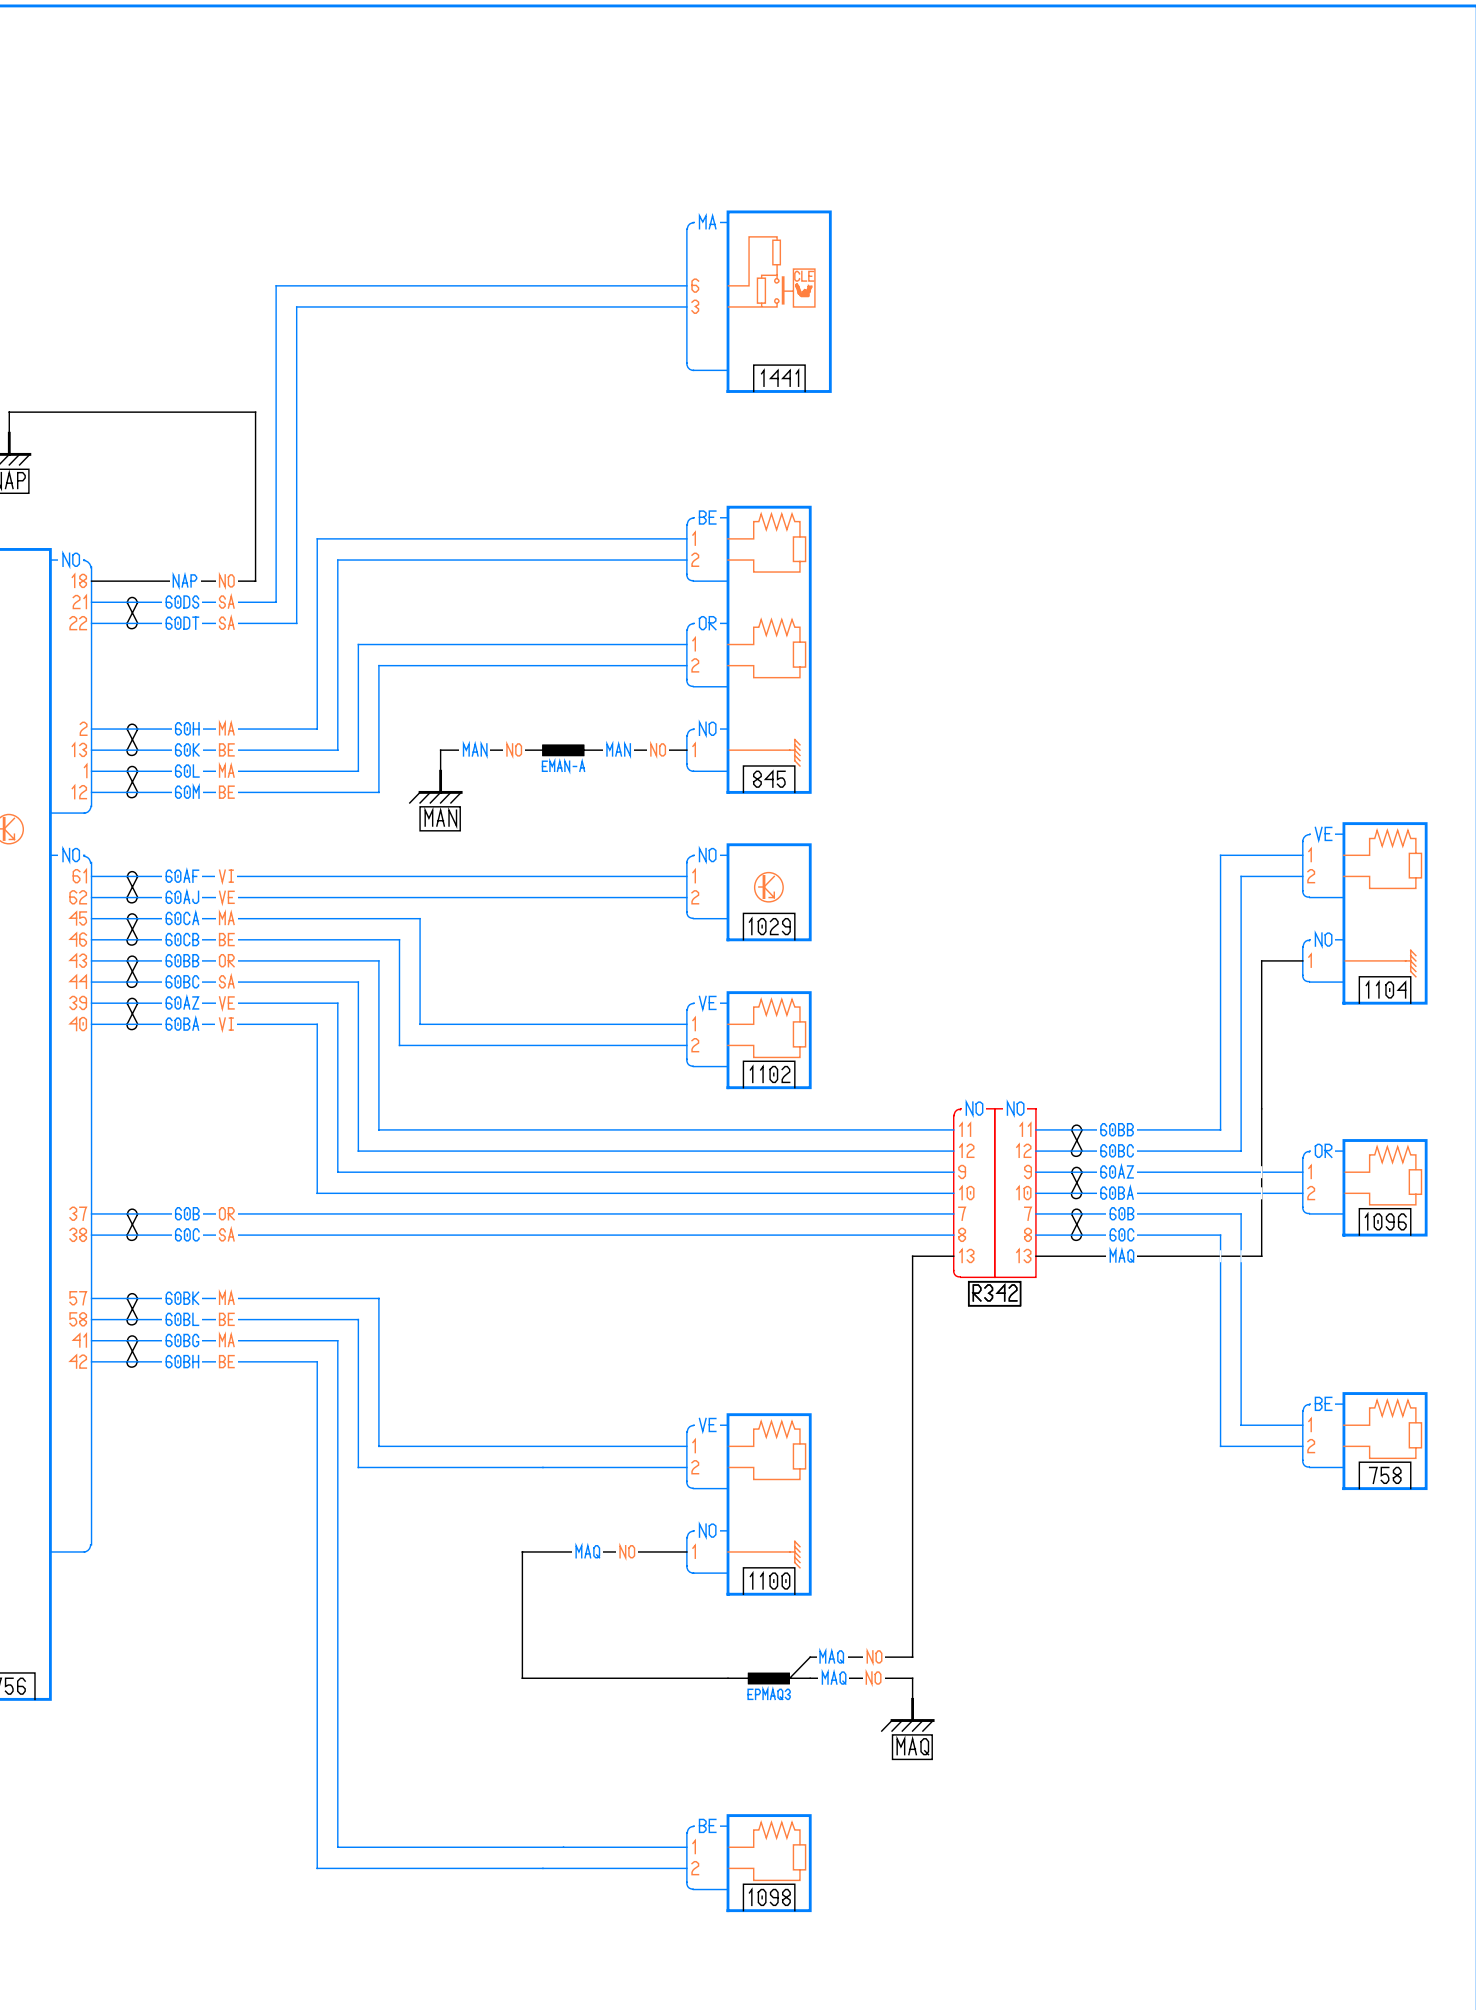 MA
6
CLE
3
1441
NO
18 NAP NO
21 60DS SA
22 60DT SA
BE
1
2
OR
1
2
2 60H MA
13 60K BE
1 60L MA
12 60M BE
NO
MAN NO MAN NO 1
EMAN-A
845
MAN
NO
61 60AF VI
62 60AJ VE
45 60CA MA
46 60CB BE
43 60BB OR
44 60BC SA
39 60AZ VE
40 60BA VI
NO
1
2
1029
VE
1
2
1102
VE
1
2
NO
1
1104
NO NO
11 11 60BB
12 12 60BC
9 9 60AZ
10 10 60BA
7 7 60B
8 8 60C
13 13 MAQ
R342
OR
1
2
1096
37 60B OR
38 60C SA
57 60BK MA
58 60BL BE
41 60BG MA
42 60BH BE
BE
1
2
758
VE
1
2
NO
MAQ NO 1
1100
MAQ NO
MAQ NO
EPMAQ3
MAQ
BE
1
2
1098